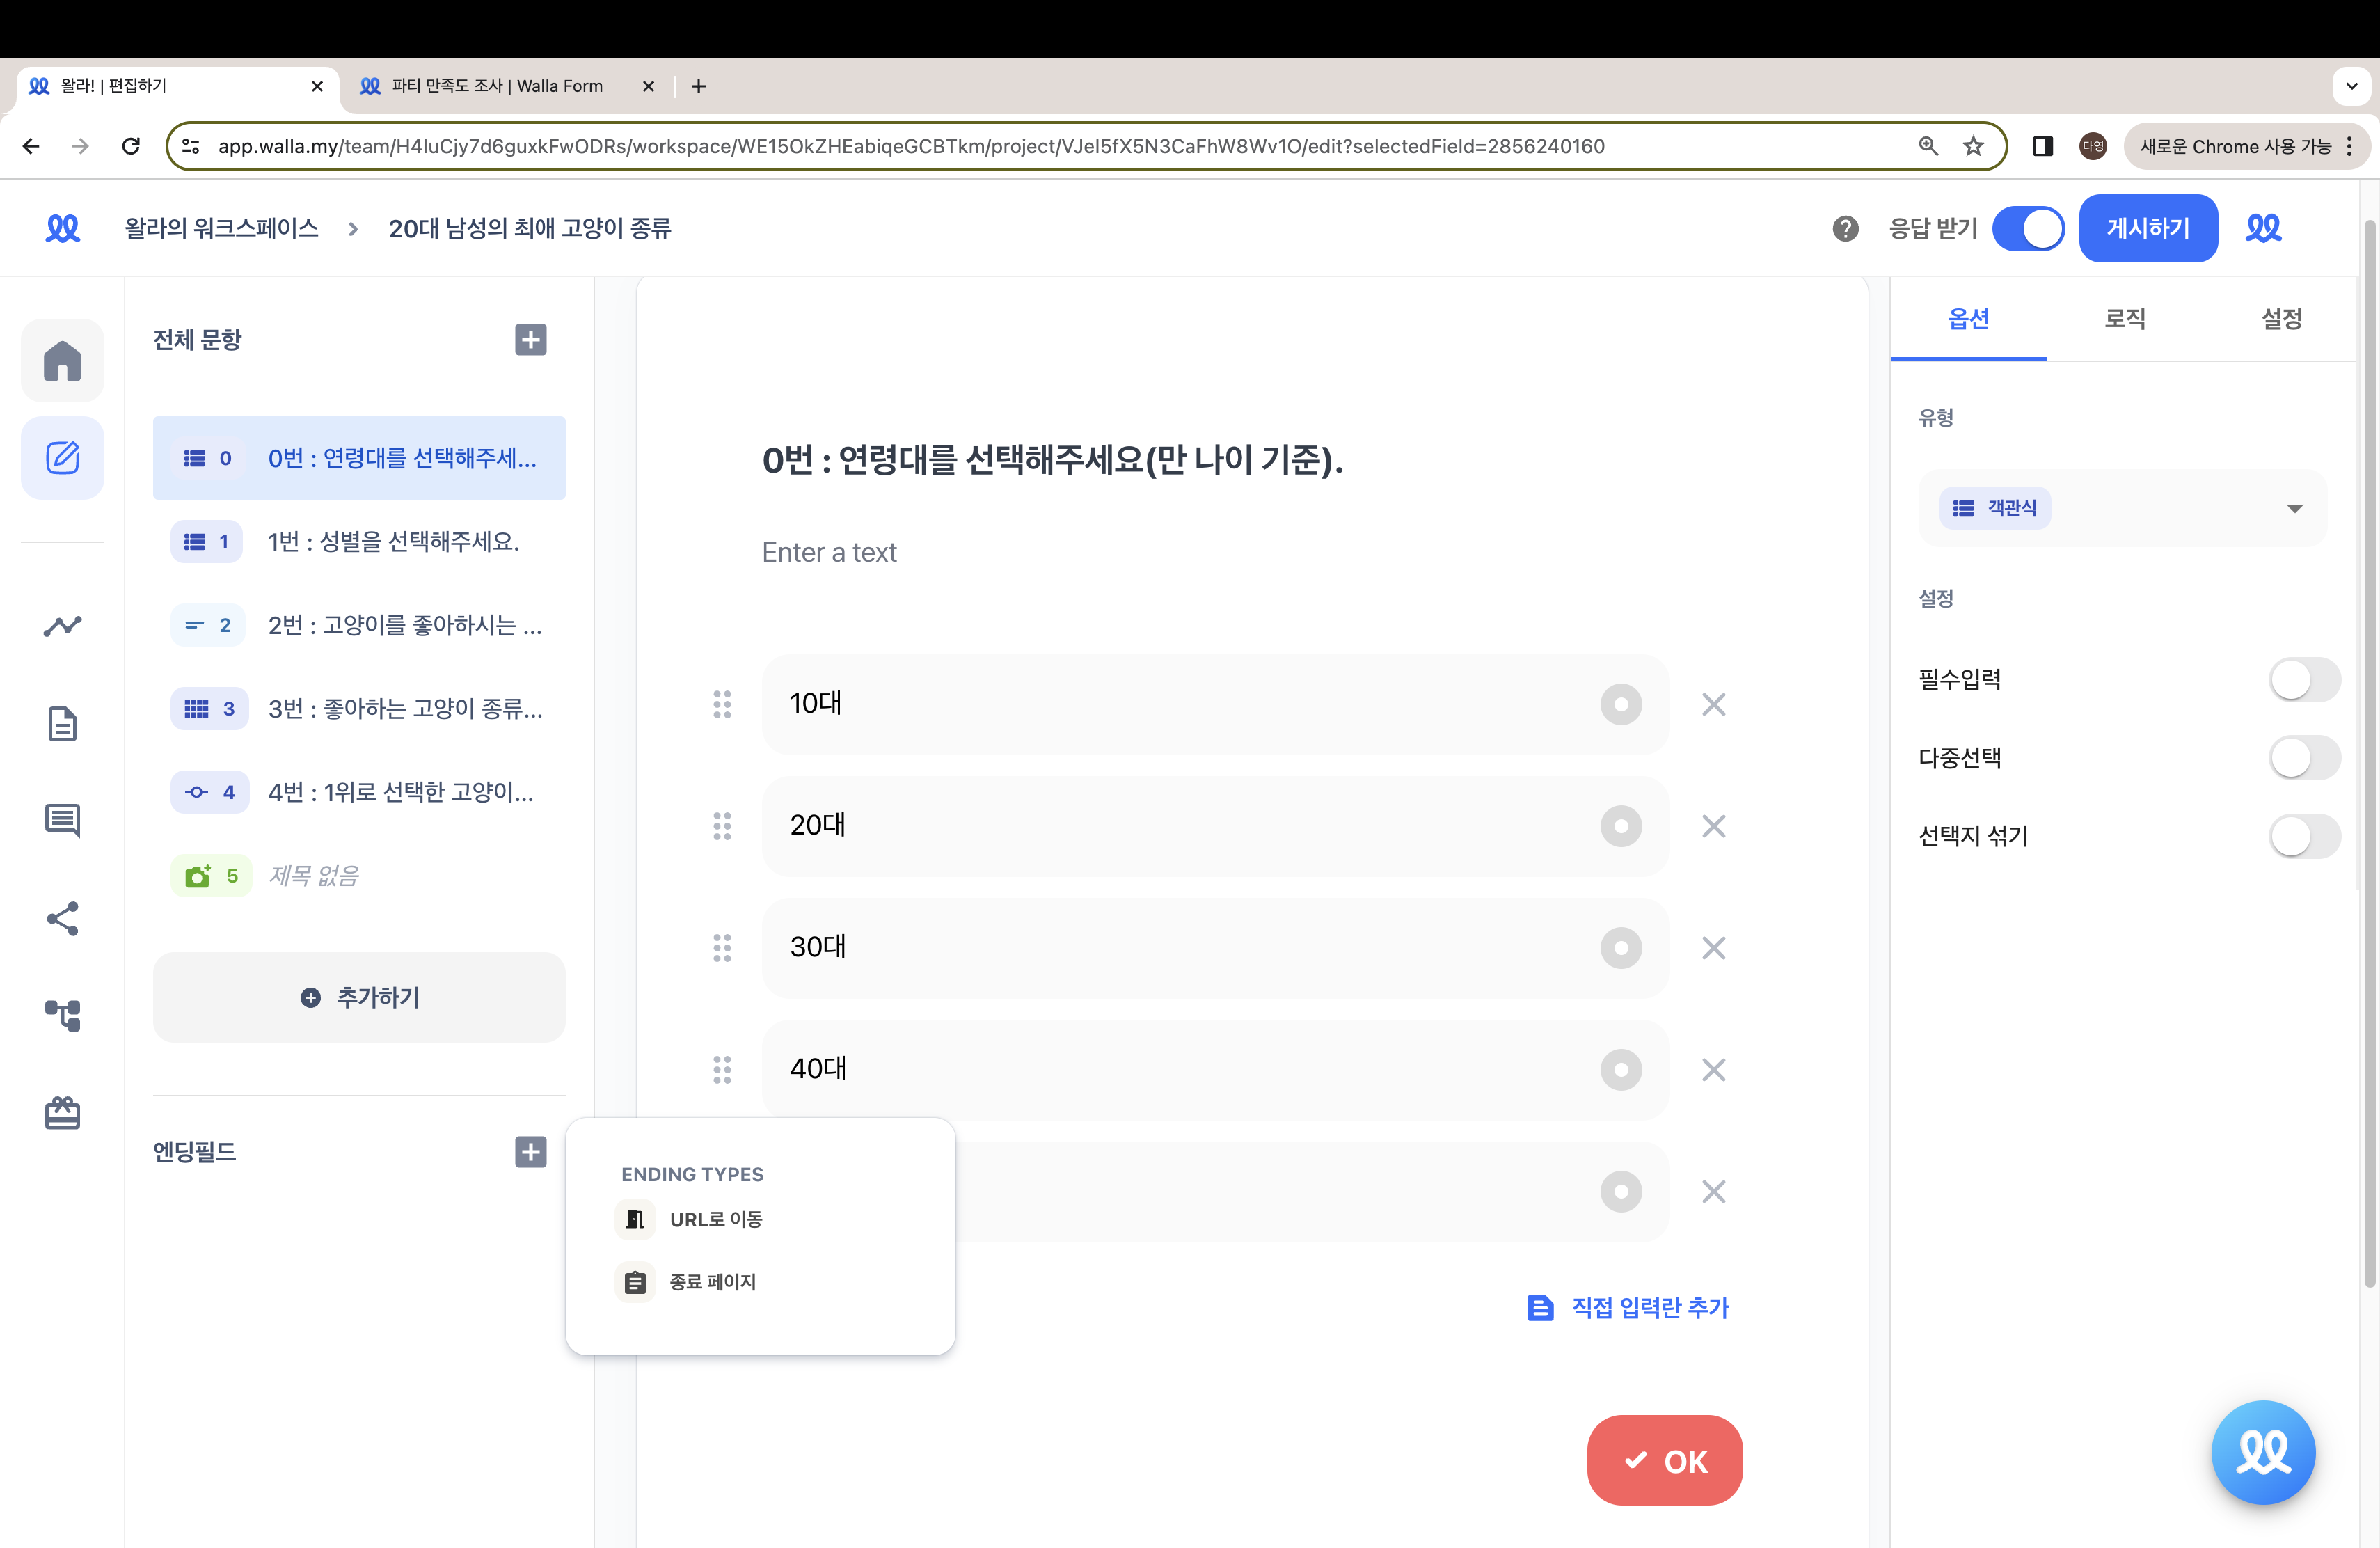 왈라! | 편집하기
파티 만족도 조사 | Walla Form
app.walla.my/team/H4IuCjy7d6guxkFwODRs/workspace/WE15OkZHEabiqeGCBTkm/project/VJeI5fX5N3CaFhW8Wv1O/edit?selectedField=2856240160
다영
새로운 Chrome 사용 가능
왈라의 워크스페이스 > 20대 남성의 최애 고양이 종류
응답 받기
게시하기
전체 문항
0 0번 : 연령대를 선택해주세...
1 1번 : 성별을 선택해주세요.
2 2번 : 고양이를 좋아하시는 ...
3 3번 : 좋아하는 고양이 종류...
4 4번 : 1위로 선택한 고양이...
5 제목 없음
추가하기
엔딩필드
ENDING TYPES
URL로 이동
종료 페이지
0번 : 연령대를 선택해주세요(만 나이 기준).
Enter a text
10대
20대
30대
40대
직접 입력란 추가
OK
옵션
로직
설정
유형
객관식
설정
필수입력
다중선택
선택지 섞기